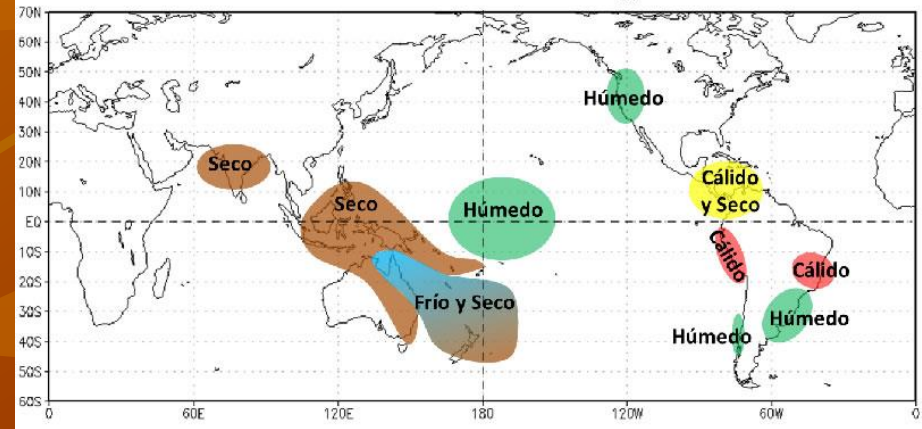 70N
60N
50N
40N
30N
20N
10N
EQ
10S
20S
30S
40S
50S
60S
Húmedo
Seco
Cálido
y Seco
Seco
Húmedo
Cálido
Cálido
Frío y Seco
Húmedo
Húmedo
0 60E 120E 180 120W 60W 0